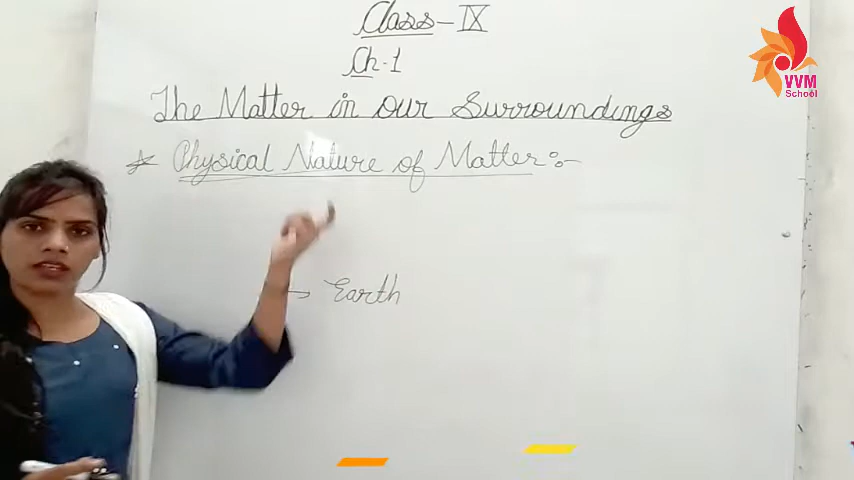 Class - IX
Ch-1
The Matter in our Surroundings
VVM
School
☆ Physical Nature of Matter :-
→ Earth